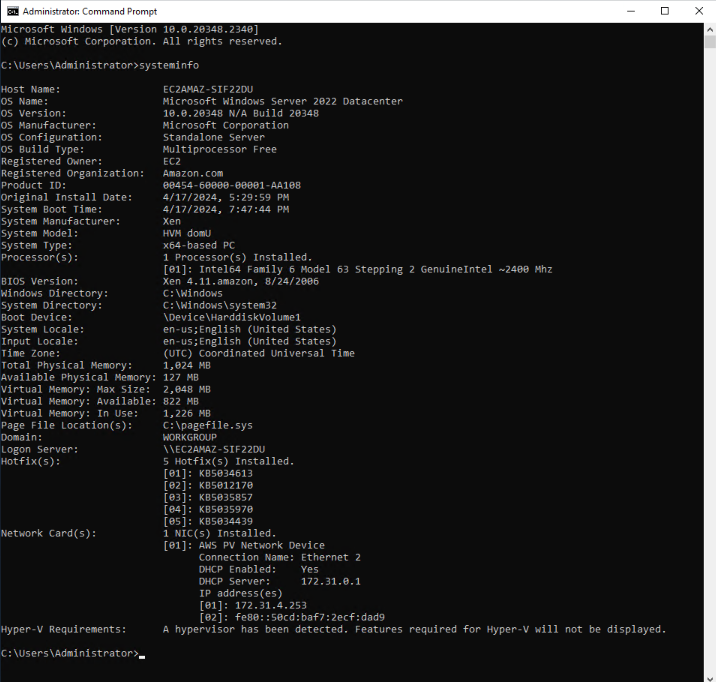 Administrator: Command Prompt
Microsoft Windows [Version 10.0.20348.2340]
(c) Microsoft Corporation. All rights reserved.
C:\Users\Administrator>systeminfo
Host Name: EC2AMAZ-SIF22DU
OS Name: Microsoft Windows Server 2022 Datacenter
OS Version: 10.0.20348 N/A Build 20348
OS Manufacturer: Microsoft Corporation
OS Configuration: Standalone Server
OS Build Type: Multiprocessor Free
Registered Owner: EC2
Registered Organization: Amazon.com
Product ID: 00454-60000-00001-AA108
Original Install Date: 4/17/2024, 5:29:59 PM
System Boot Time: 4/17/2024, 7:47:44 PM
System Manufacturer: Xen
System Model: HVM domU
System Type: x64-based PC
Processor(s): 1 Processor(s) Installed.
[01]: Intel64 Family 6 Model 63 Stepping 2 GenuineIntel ~2400 Mhz
BIOS Version: Xen 4.11.amazon, 8/24/2006
Windows Directory: C:\Windows
System Directory: C:\Windows\system32
Boot Device: \Device\HarddiskVolume1
System Locale: en-us;English (United States)
Input Locale: en-us;English (United States)
Time Zone: (UTC) Coordinated Universal Time
Total Physical Memory: 1,024 MB
Available Physical Memory: 127 MB
Virtual Memory: Max Size: 2,048 MB
Virtual Memory: Available: 822 MB
Virtual Memory: In Use: 1,226 MB
Page File Location(s): C:\pagefile.sys
Domain: WORKGROUP
Logon Server: \\EC2AMAZ-SIF22DU
Hotfix(s): 5 Hotfix(s) Installed.
[01]: KB5034613
[02]: KB5012170
[03]: KB5035857
[04]: KB5035970
[05]: KB5034439
Network Card(s): 1 NIC(s) Installed.
[01]: AWS PV Network Device
Connection Name: Ethernet 2
DHCP Enabled: Yes
DHCP Server: 172.31.0.1
IP address(es)
[01]: 172.31.4.253
[02]: fe80::50cd:baf7:2ecf:dad9
Hyper-V Requirements: A hypervisor has been detected. Features required for Hyper-V will not be displayed.
C:\Users\Administrator>